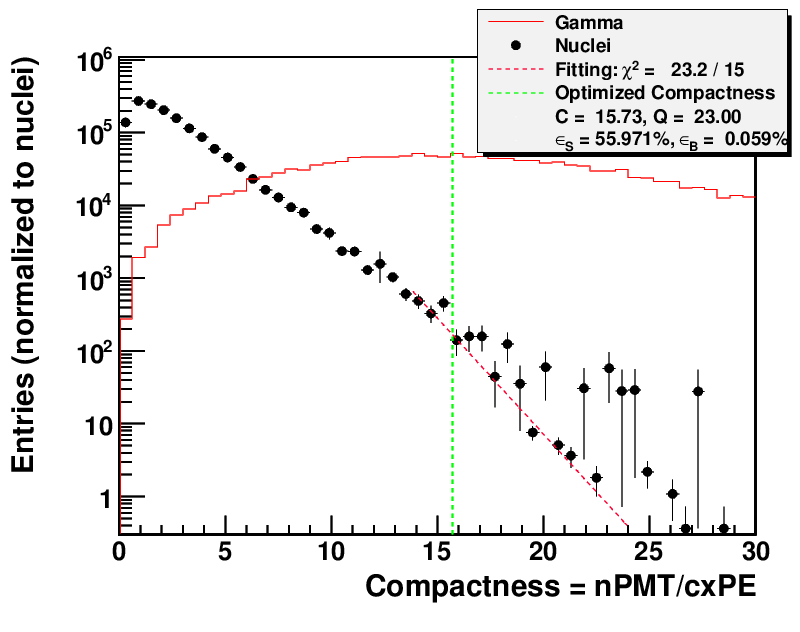 Gamma
Nuclei
Fitting: χ² = 23.2 / 15
Optimized Compactness
C = 15.73, Q = 23.00
∈S = 55.971%, ∈B = 0.059%
Entries (normalized to nuclei)
10⁶
10⁵
10⁴
10³
10²
10
1
0 5 10 15 20 25 30
Compactness = nPMT/cxPE